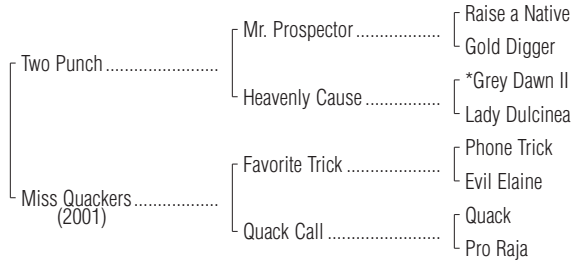 Raise a Native
Mr. Prospector ...................
Gold Digger
Two Punch ..........................
*Grey Dawn II
Heavenly Cause .................
Lady Dulcinea
Phone Trick
Favorite Trick .....................
Evil Elaine
Miss Quackers ...................
(2001)
Quack
Quack Call .........................
Pro Raja